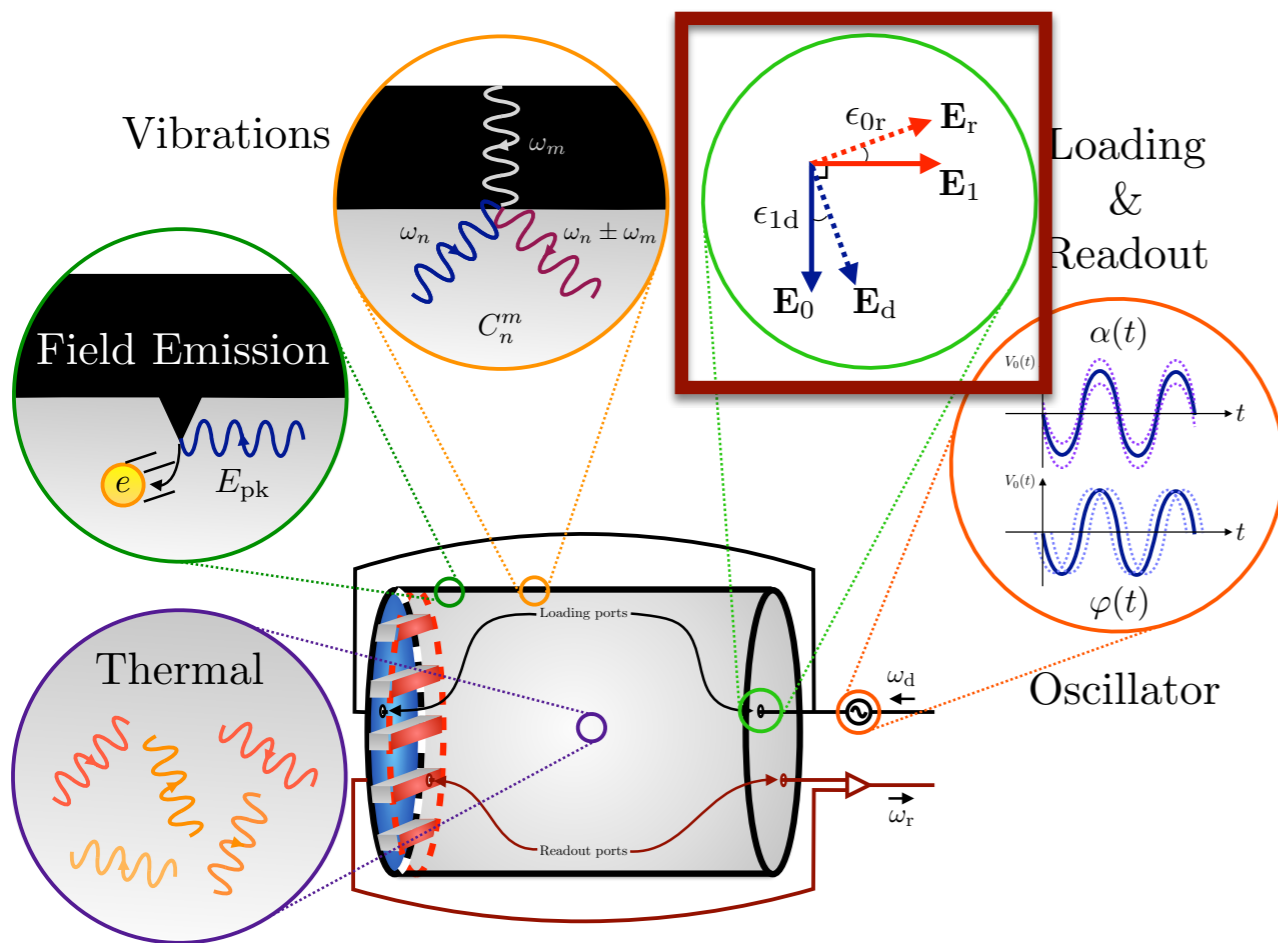 Vibrations
ω_m
ω_n
ω_n ± ω_m
C_n^m
ϵ_0r
E_r
E_1
ϵ_1d
E_0
E_d
Loading
&
Readout
Field Emission
e
E_pk
α(t)
V_0(t)
t
V_0(t)
t
φ(t)
Oscillator
Thermal
Loading ports
ω_d
ω_r
Readout ports